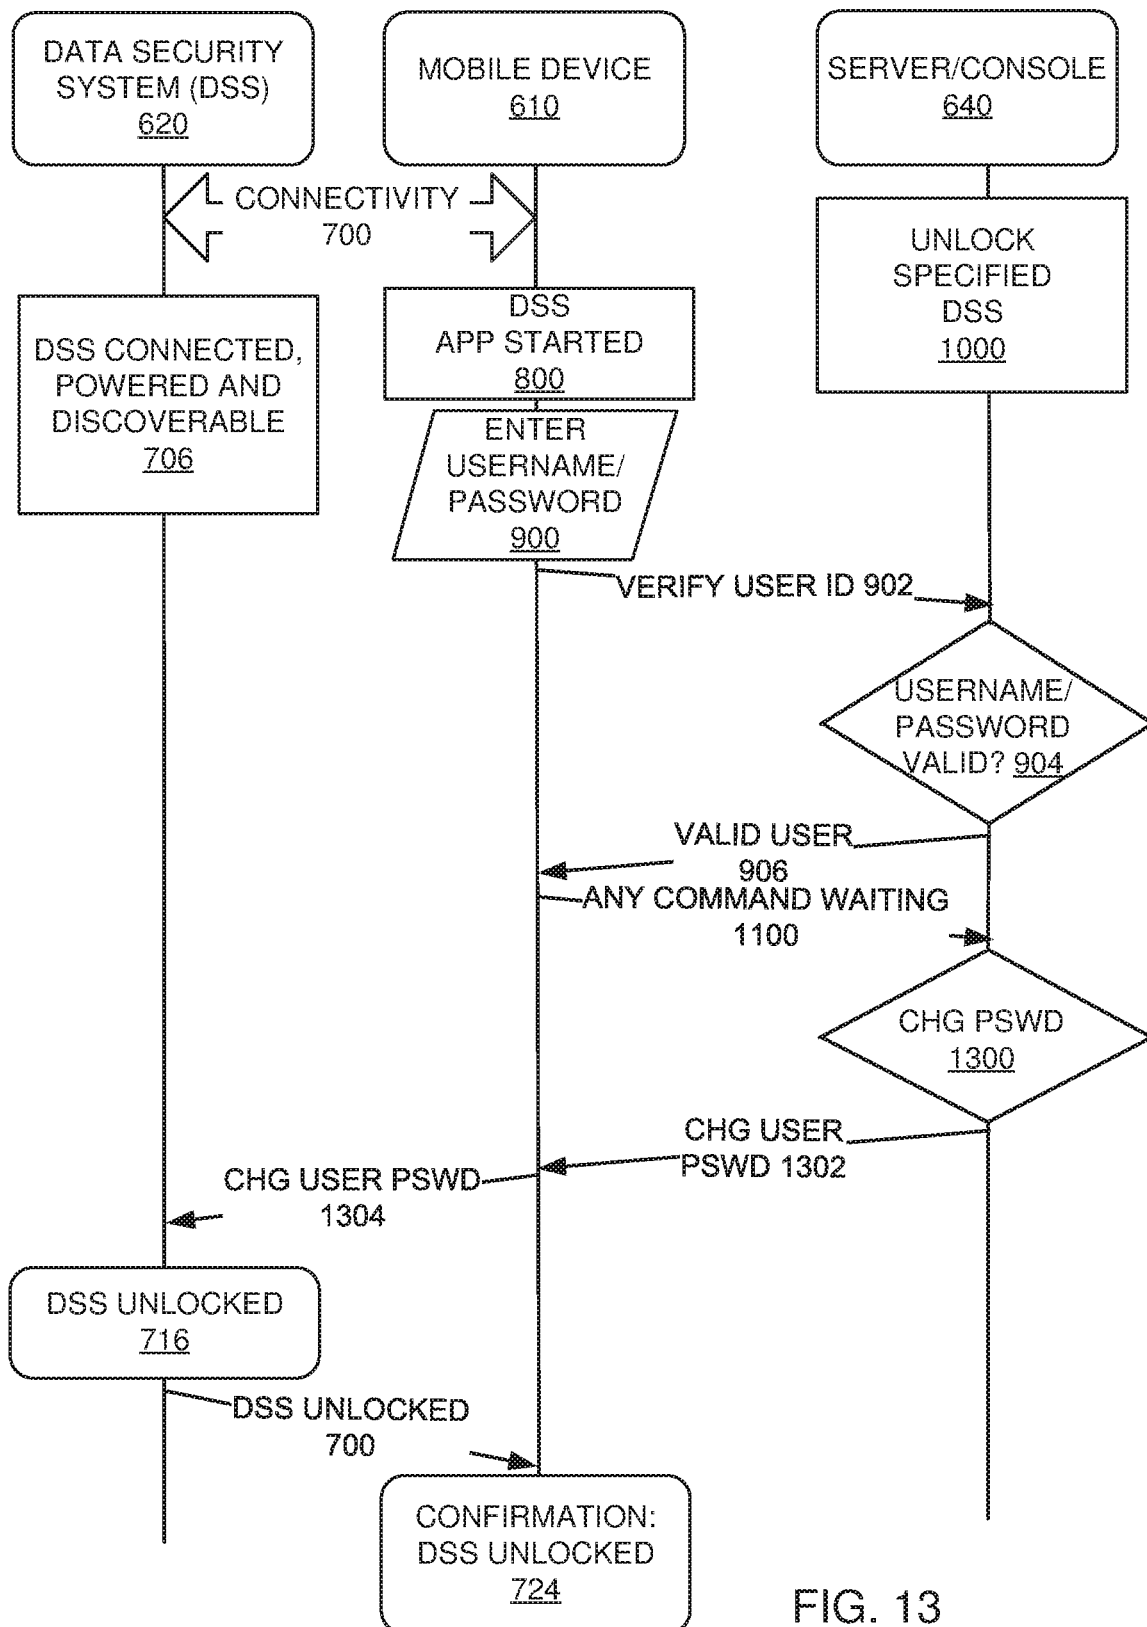 DATA SECURITY
SYSTEM (DSS)
620
MOBILE DEVICE
610
SERVER/CONSOLE
640
CONNECTIVITY
700
UNLOCK
SPECIFIED
DSS
1000
DSS CONNECTED,
POWERED AND
DISCOVERABLE
706
DSS
APP STARTED
800
ENTER
USERNAME/
PASSWORD
900
VERIFY USER ID 902
USERNAME/
PASSWORD
VALID? 904
VALID USER
906
ANY COMMAND WAITING
1100
CHG PSWD
1300
CHG USER
PSWD 1302
CHG USER PSWD
1304
DSS UNLOCKED
716
DSS UNLOCKED
700
CONFIRMATION:
DSS UNLOCKED
724
FIG. 13